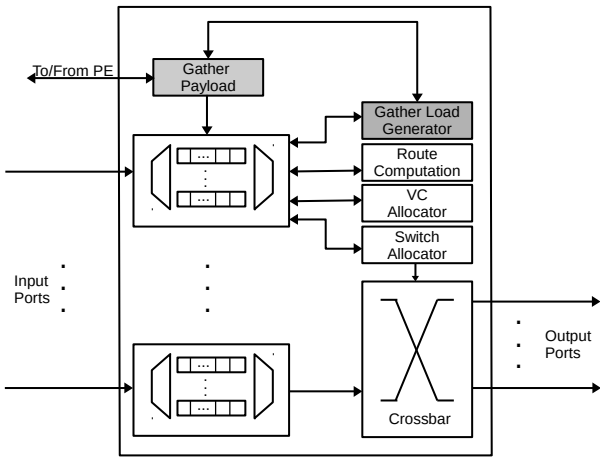 To/From PE
Gather
Payload
Gather Load
Generator
...
...
Route
Computation
VC
Allocator
Switch
Allocator
Input
Ports
Output
Ports
...
...
Crossbar